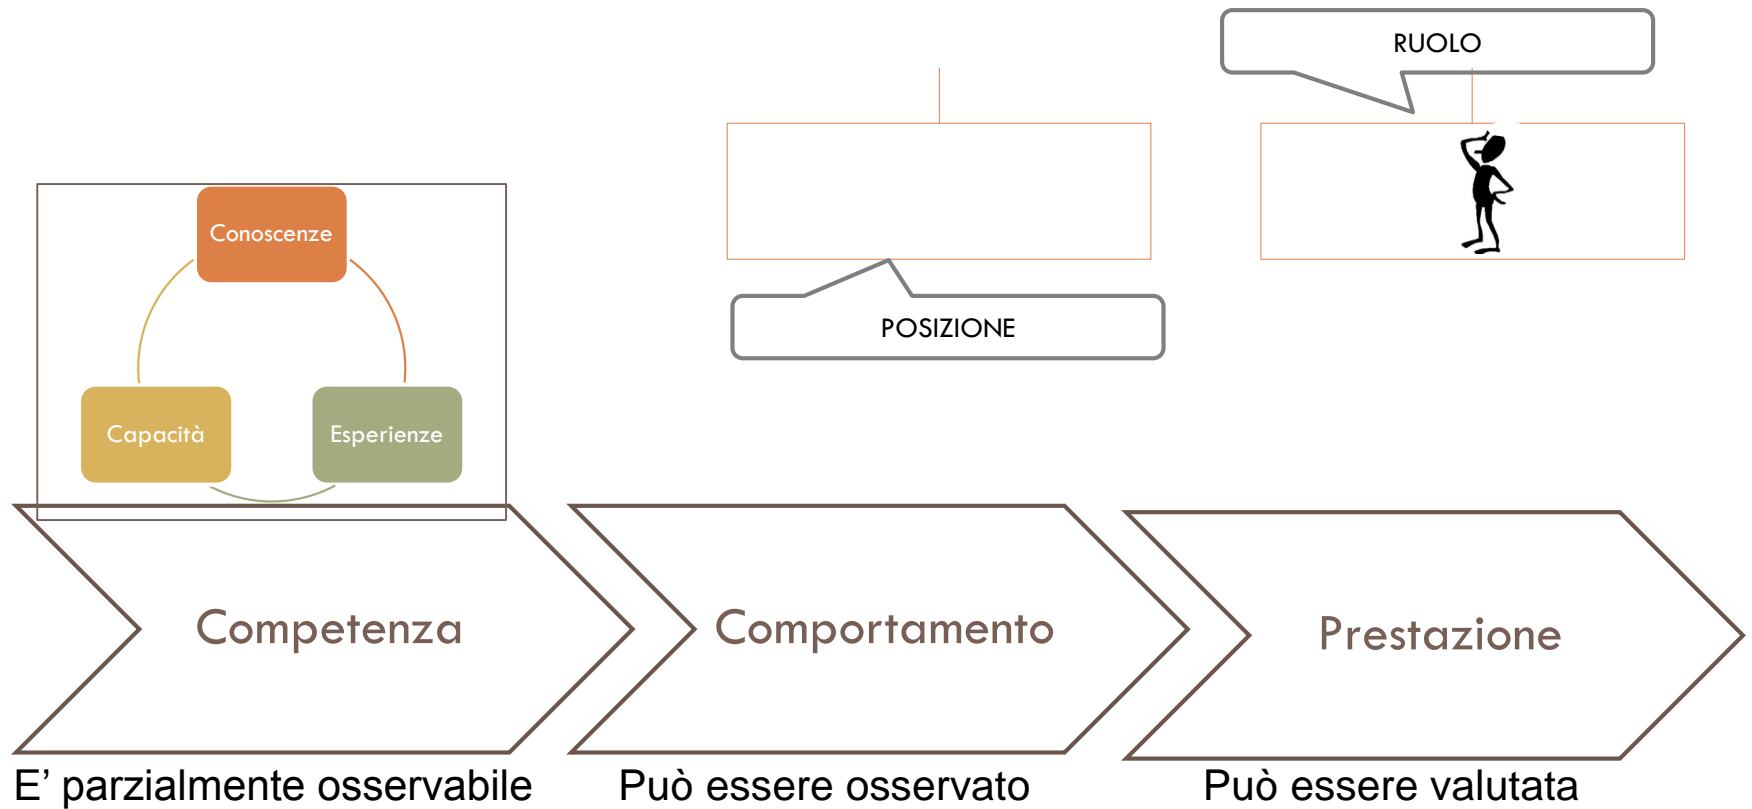 RUOLO
Conoscenze
POSIZIONE
Capacità
Esperienze
Competenza
Comportamento
Prestazione
E’ parzialmente osservabile
Può essere osservato
Può essere valutata